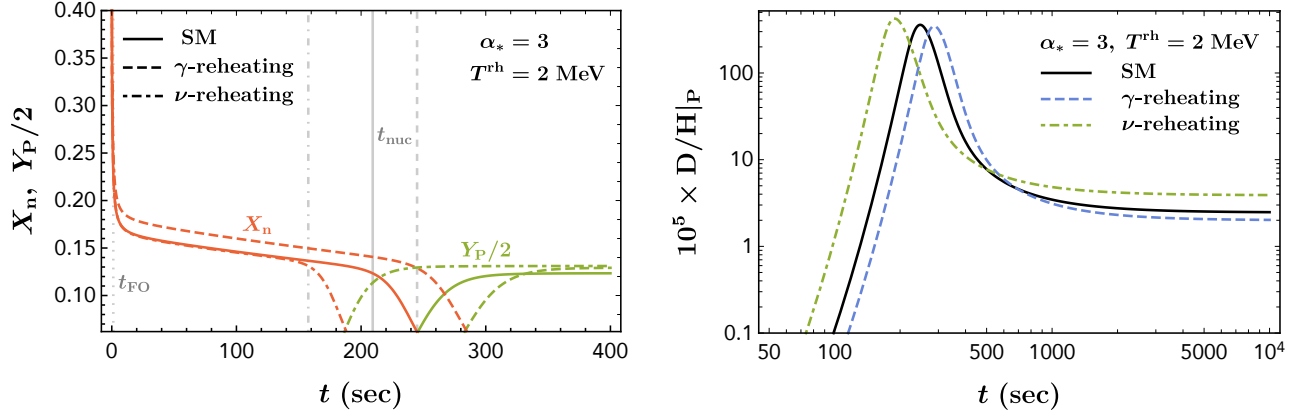 0.40
0.35
0.30
0.25
0.20
0.15
0.10
X_n, Y_P/2
SM
γ-reheating
ν-reheating
α_* = 3
T^rh = 2 MeV
t_nuc
X_n
Y_P/2
t_FO
0 100 200 300 400
t (sec)
100
10
1
0.1
10^5 × D/H|_P
α_* = 3, T^rh = 2 MeV
SM
γ-reheating
ν-reheating
50 100 500 1000 5000 10^4
t (sec)